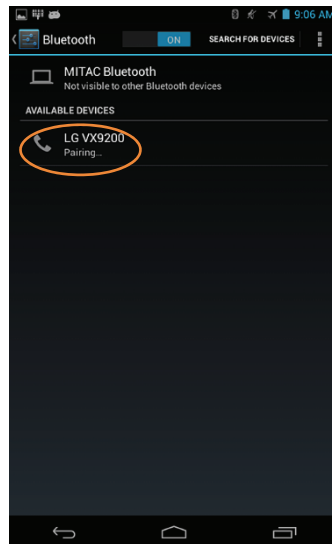 9:06 AM
Bluetooth ON SEARCH FOR DEVICES
MITAC Bluetooth
Not visible to other Bluetooth devices
AVAILABLE DEVICES
LG VX9200
Pairing...